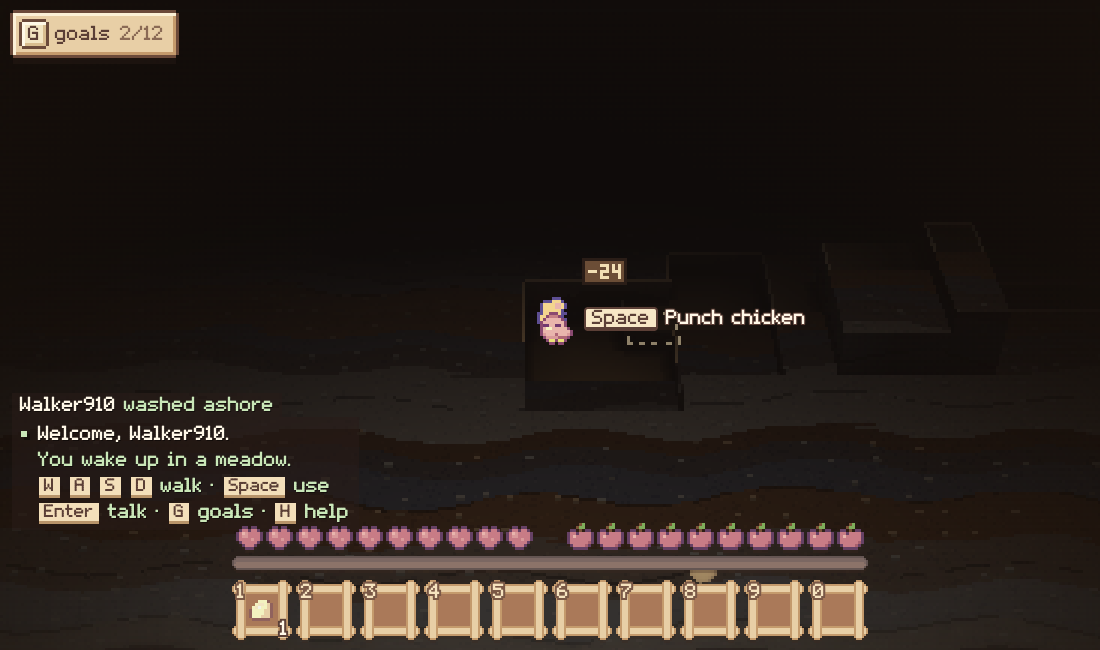 G goals 2/12
-24
Space Punch chicken
Walker910 washed ashore
Welcome, Walker910.
You wake up in a meadow.
W A S D walk · Space use
Enter talk · G goals · H help
1 2 3 4 5 6 7 8 9 0
1